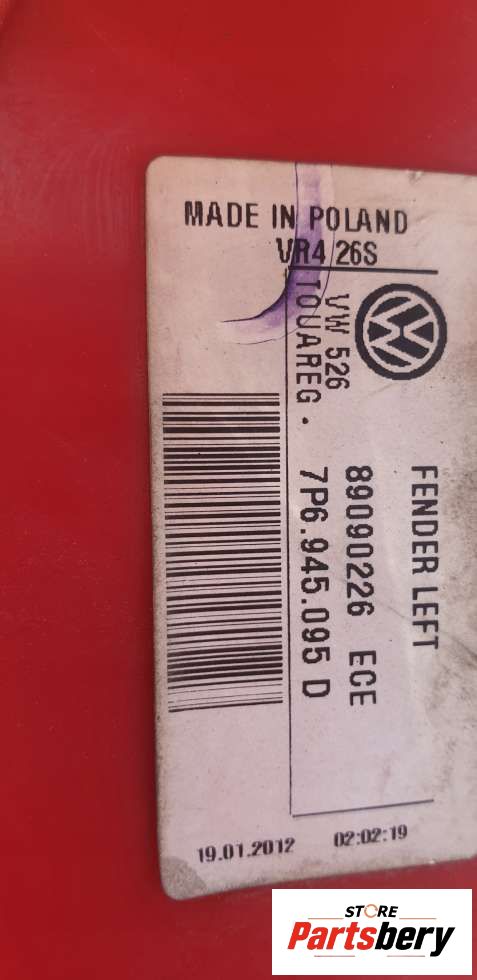 MADE IN POLAND
VR4 26S
VW 526
TOUAREG.
FENDER LEFT
89090226 ECE
7P6.945.095 D
19.01.2012 02:02:19
STORE
Partsbery